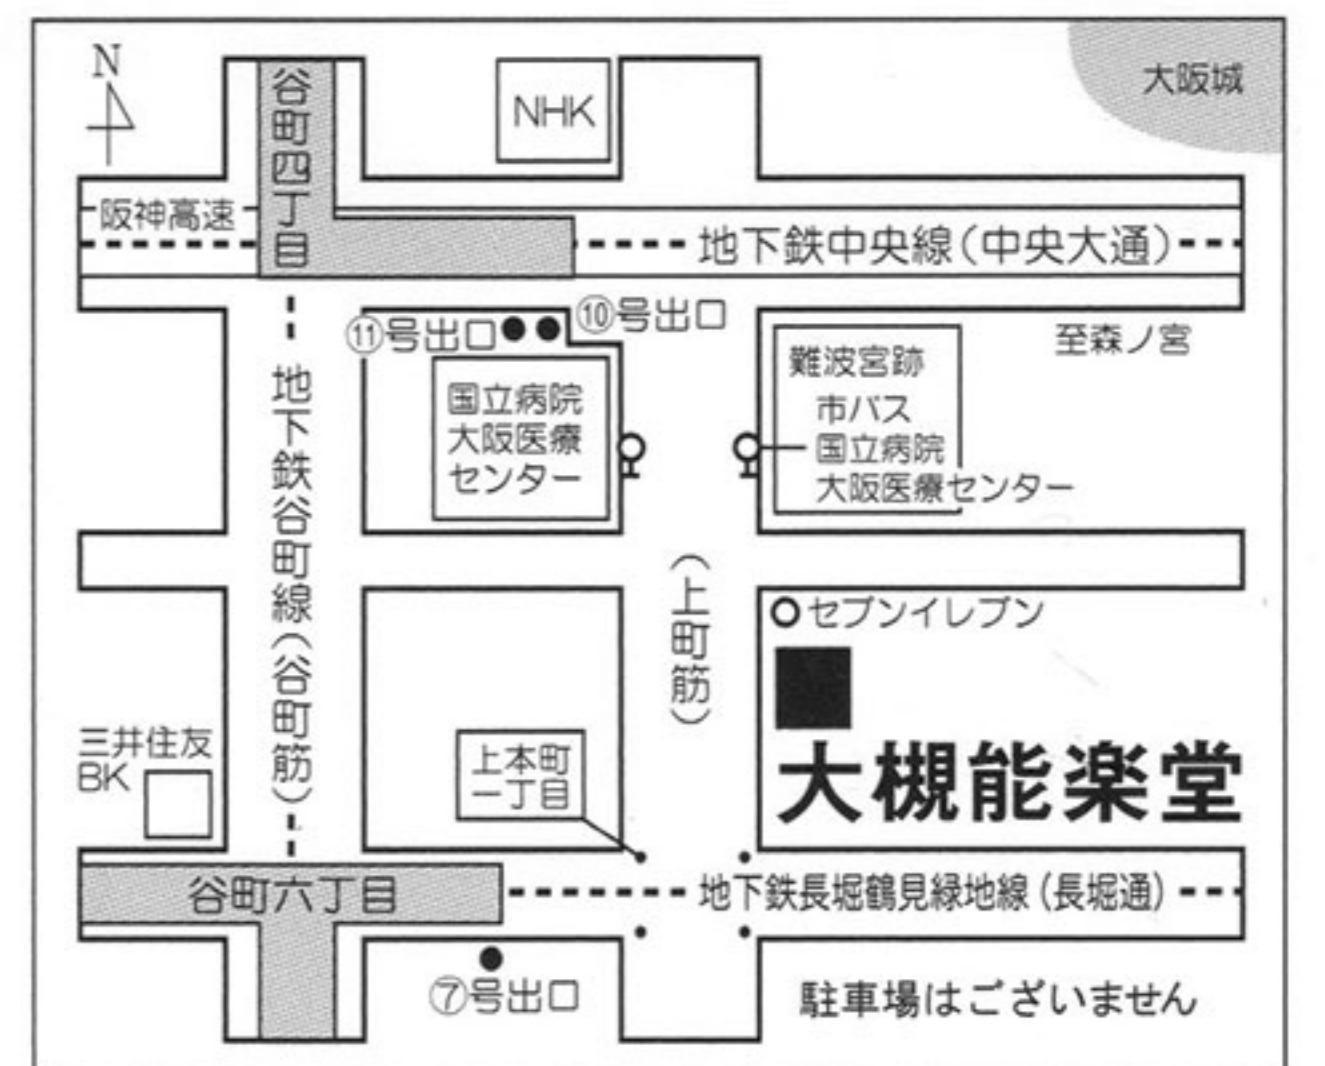 N
谷町四丁目
NHK
大阪城
阪神高速
地下鉄中央線(中央大通)
⑪号出口
⑩号出口
至森ノ宮
国立病院
大阪医療
センター
難波宮跡
市バス
国立病院
大阪医療センター
地下鉄谷町線(谷町筋)
(上町筋)
セブンイレブン
三井住友
BK
上本町
一丁目
大槻能楽堂
谷町六丁目
地下鉄長堀鶴見緑地線(長堀通)
⑦号出口
駐車場はございません